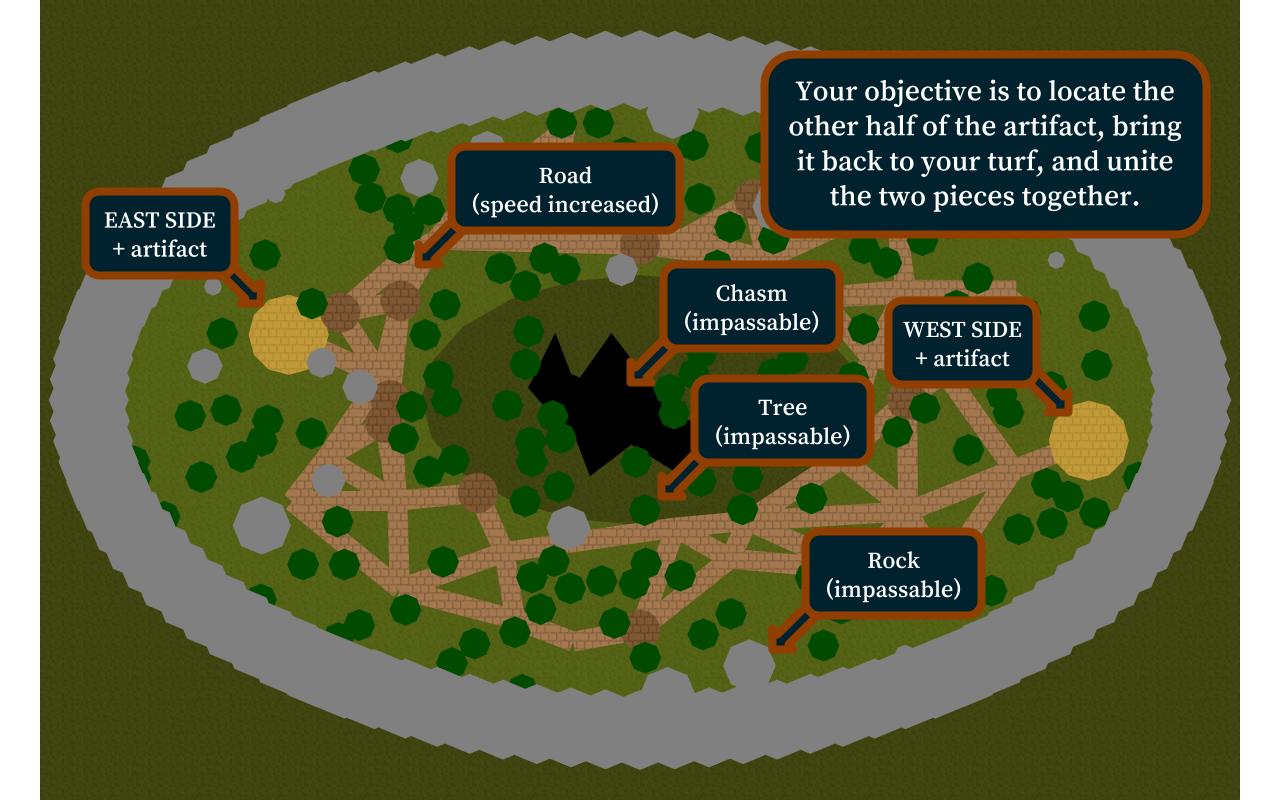 Your objective is to locate the
other half of the artifact, bring
it back to your turf, and unite
the two pieces together.
Road
(speed increased)
EAST SIDE
+ artifact
Chasm
(impassable)
WEST SIDE
+ artifact
Tree
(impassable)
Rock
(impassable)